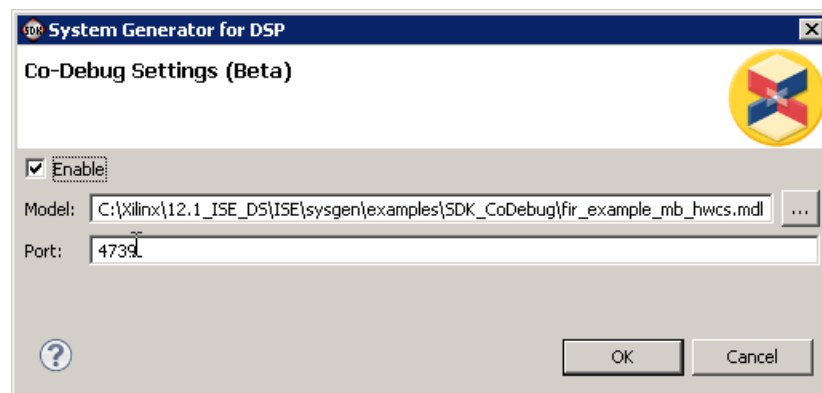 SDK System Generator for DSP
Co-Debug Settings (Beta)
Enable
Model: C:\Xilinx\12.1_ISE_DS\ISE\sysgen\examples\SDK_CoDebug\fir_example_mb_hwcs.mdl ...
Port: 4739
? OK Cancel